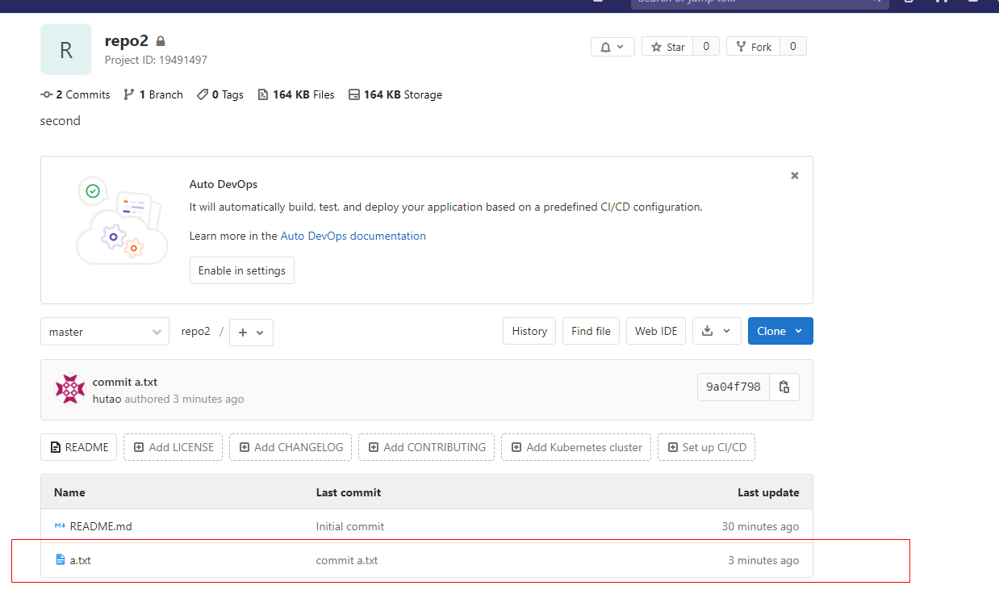 Search or jump to...
R
repo2
Project ID: 19491497
Star 0
Fork 0
2 Commits 1 Branch 0 Tags 164 KB Files 164 KB Storage
second
Auto DevOps
It will automatically build, test, and deploy your application based on a predefined CI/CD configuration.
Learn more in the Auto DevOps documentation
Enable in settings
master repo2 / + History Find file Web IDE Clone
commit a.txt
hutao authored 3 minutes ago
9a04f798
README Add LICENSE Add CHANGELOG Add CONTRIBUTING Add Kubernetes cluster Set up CI/CD
Name Last commit Last update
README.md Initial commit 30 minutes ago
a.txt commit a.txt 3 minutes ago